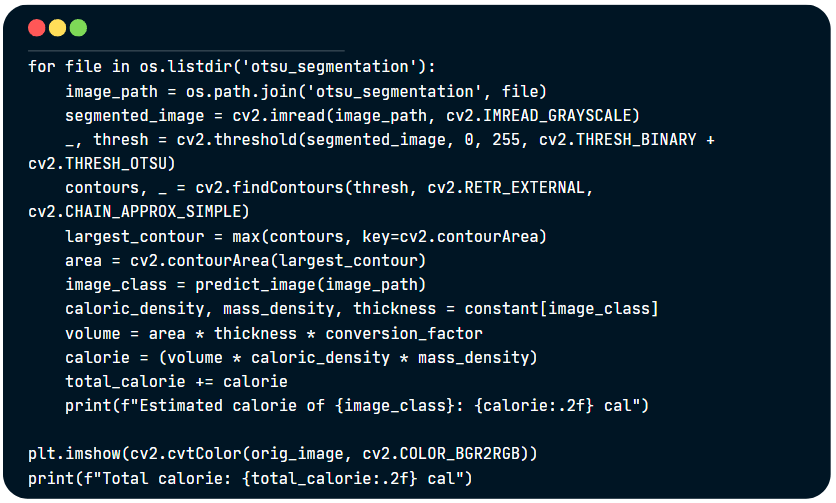 for file in os.listdir('otsu_segmentation'):
    image_path = os.path.join('otsu_segmentation', file)
    segmented_image = cv2.imread(image_path, cv2.IMREAD_GRAYSCALE)
    _, thresh = cv2.threshold(segmented_image, 0, 255, cv2.THRESH_BINARY +
cv2.THRESH_OTSU)
    contours, _ = cv2.findContours(thresh, cv2.RETR_EXTERNAL,
cv2.CHAIN_APPROX_SIMPLE)
    largest_contour = max(contours, key=cv2.contourArea)
    area = cv2.contourArea(largest_contour)
    image_class = predict_image(image_path)
    caloric_density, mass_density, thickness = constant[image_class]
    volume = area * thickness * conversion_factor
    calorie = (volume * caloric_density * mass_density)
    total_calorie += calorie
    print(f"Estimated calorie of {image_class}: {calorie:.2f} cal")

plt.imshow(cv2.cvtColor(orig_image, cv2.COLOR_BGR2RGB))
print(f"Total calorie: {total_calorie:.2f} cal")